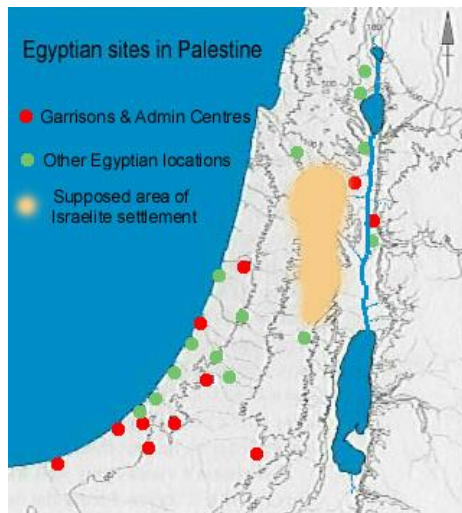 Egyptian sites in Palestine
Garrisons & Admin Centres
Other Egyptian locations
Supposed area of
Israelite settlement